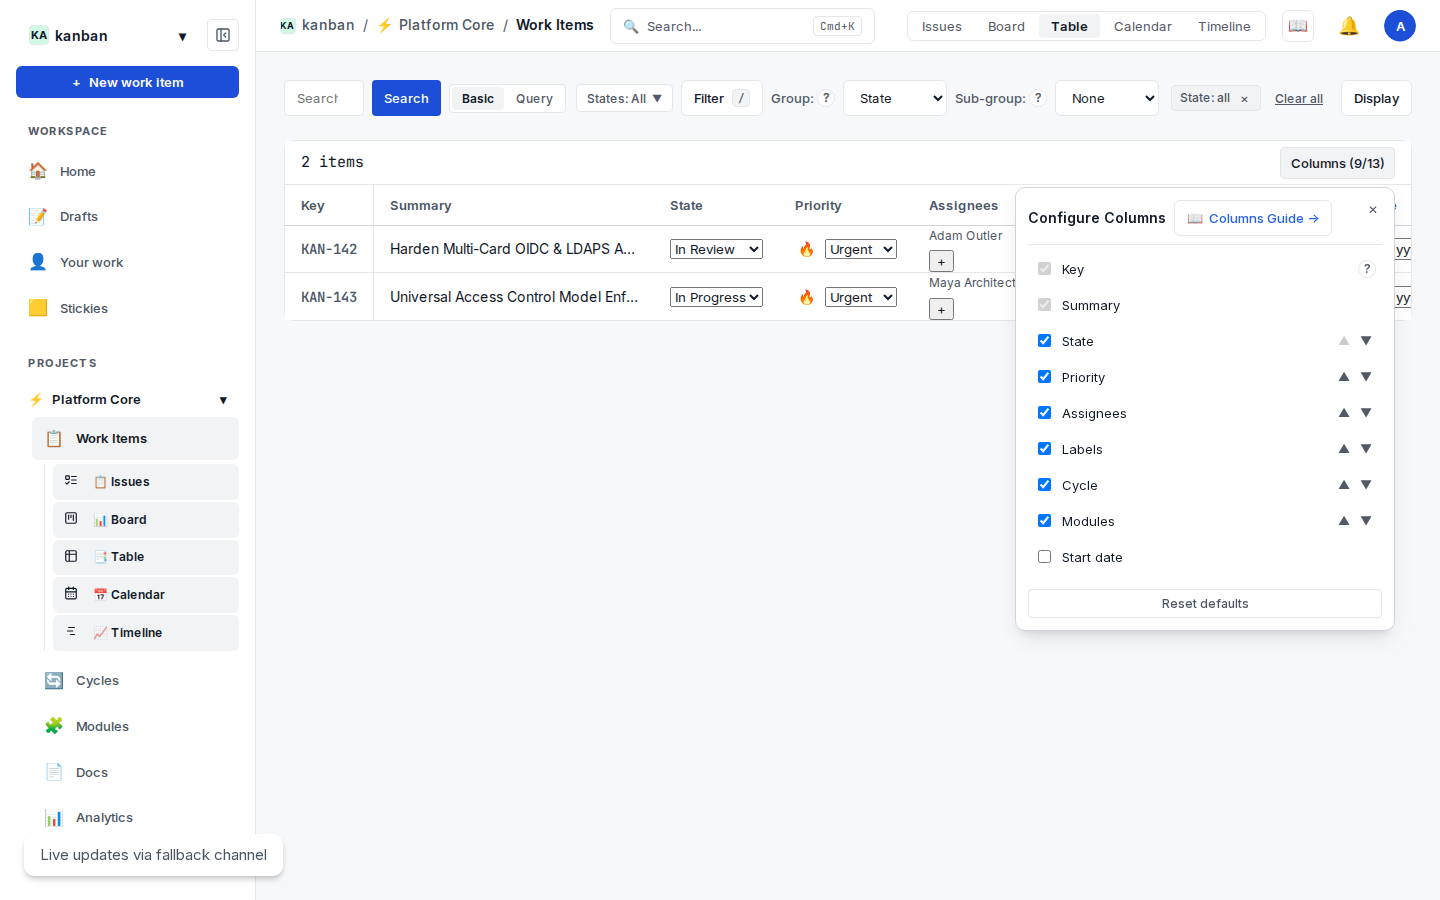 KA kanban ▼
+ New work item
WORKSPACE
Home
Drafts
Your work
Stickies
PROJECTS
Platform Core ▼
Work Items
Issues
Board
Table
Calendar
Timeline
Cycles
Modules
Docs
Analytics
Live updates via fallback channel
KA kanban / Platform Core / Work Items
Search... Cmd+K
Issues Board Table Calendar Timeline
A
Search Search Basic Query States: All ▼ Filter / Group: ? State Sub-group: ? None State: all × Clear all Display
2 items Columns (9/13)
Key Summary State Priority Assignees
KAN-142 Harden Multi-Card OIDC & LDAPS A... In Review Urgent Adam Outler +
KAN-143 Universal Access Control Model Enf... In Progress Urgent Maya Architect +
Configure Columns Columns Guide → ×
Key ?
Summary
State ▲ ▼
Priority ▲ ▼
Assignees ▲ ▼
Labels ▲ ▼
Cycle ▲ ▼
Modules ▲ ▼
Start date
Reset defaults